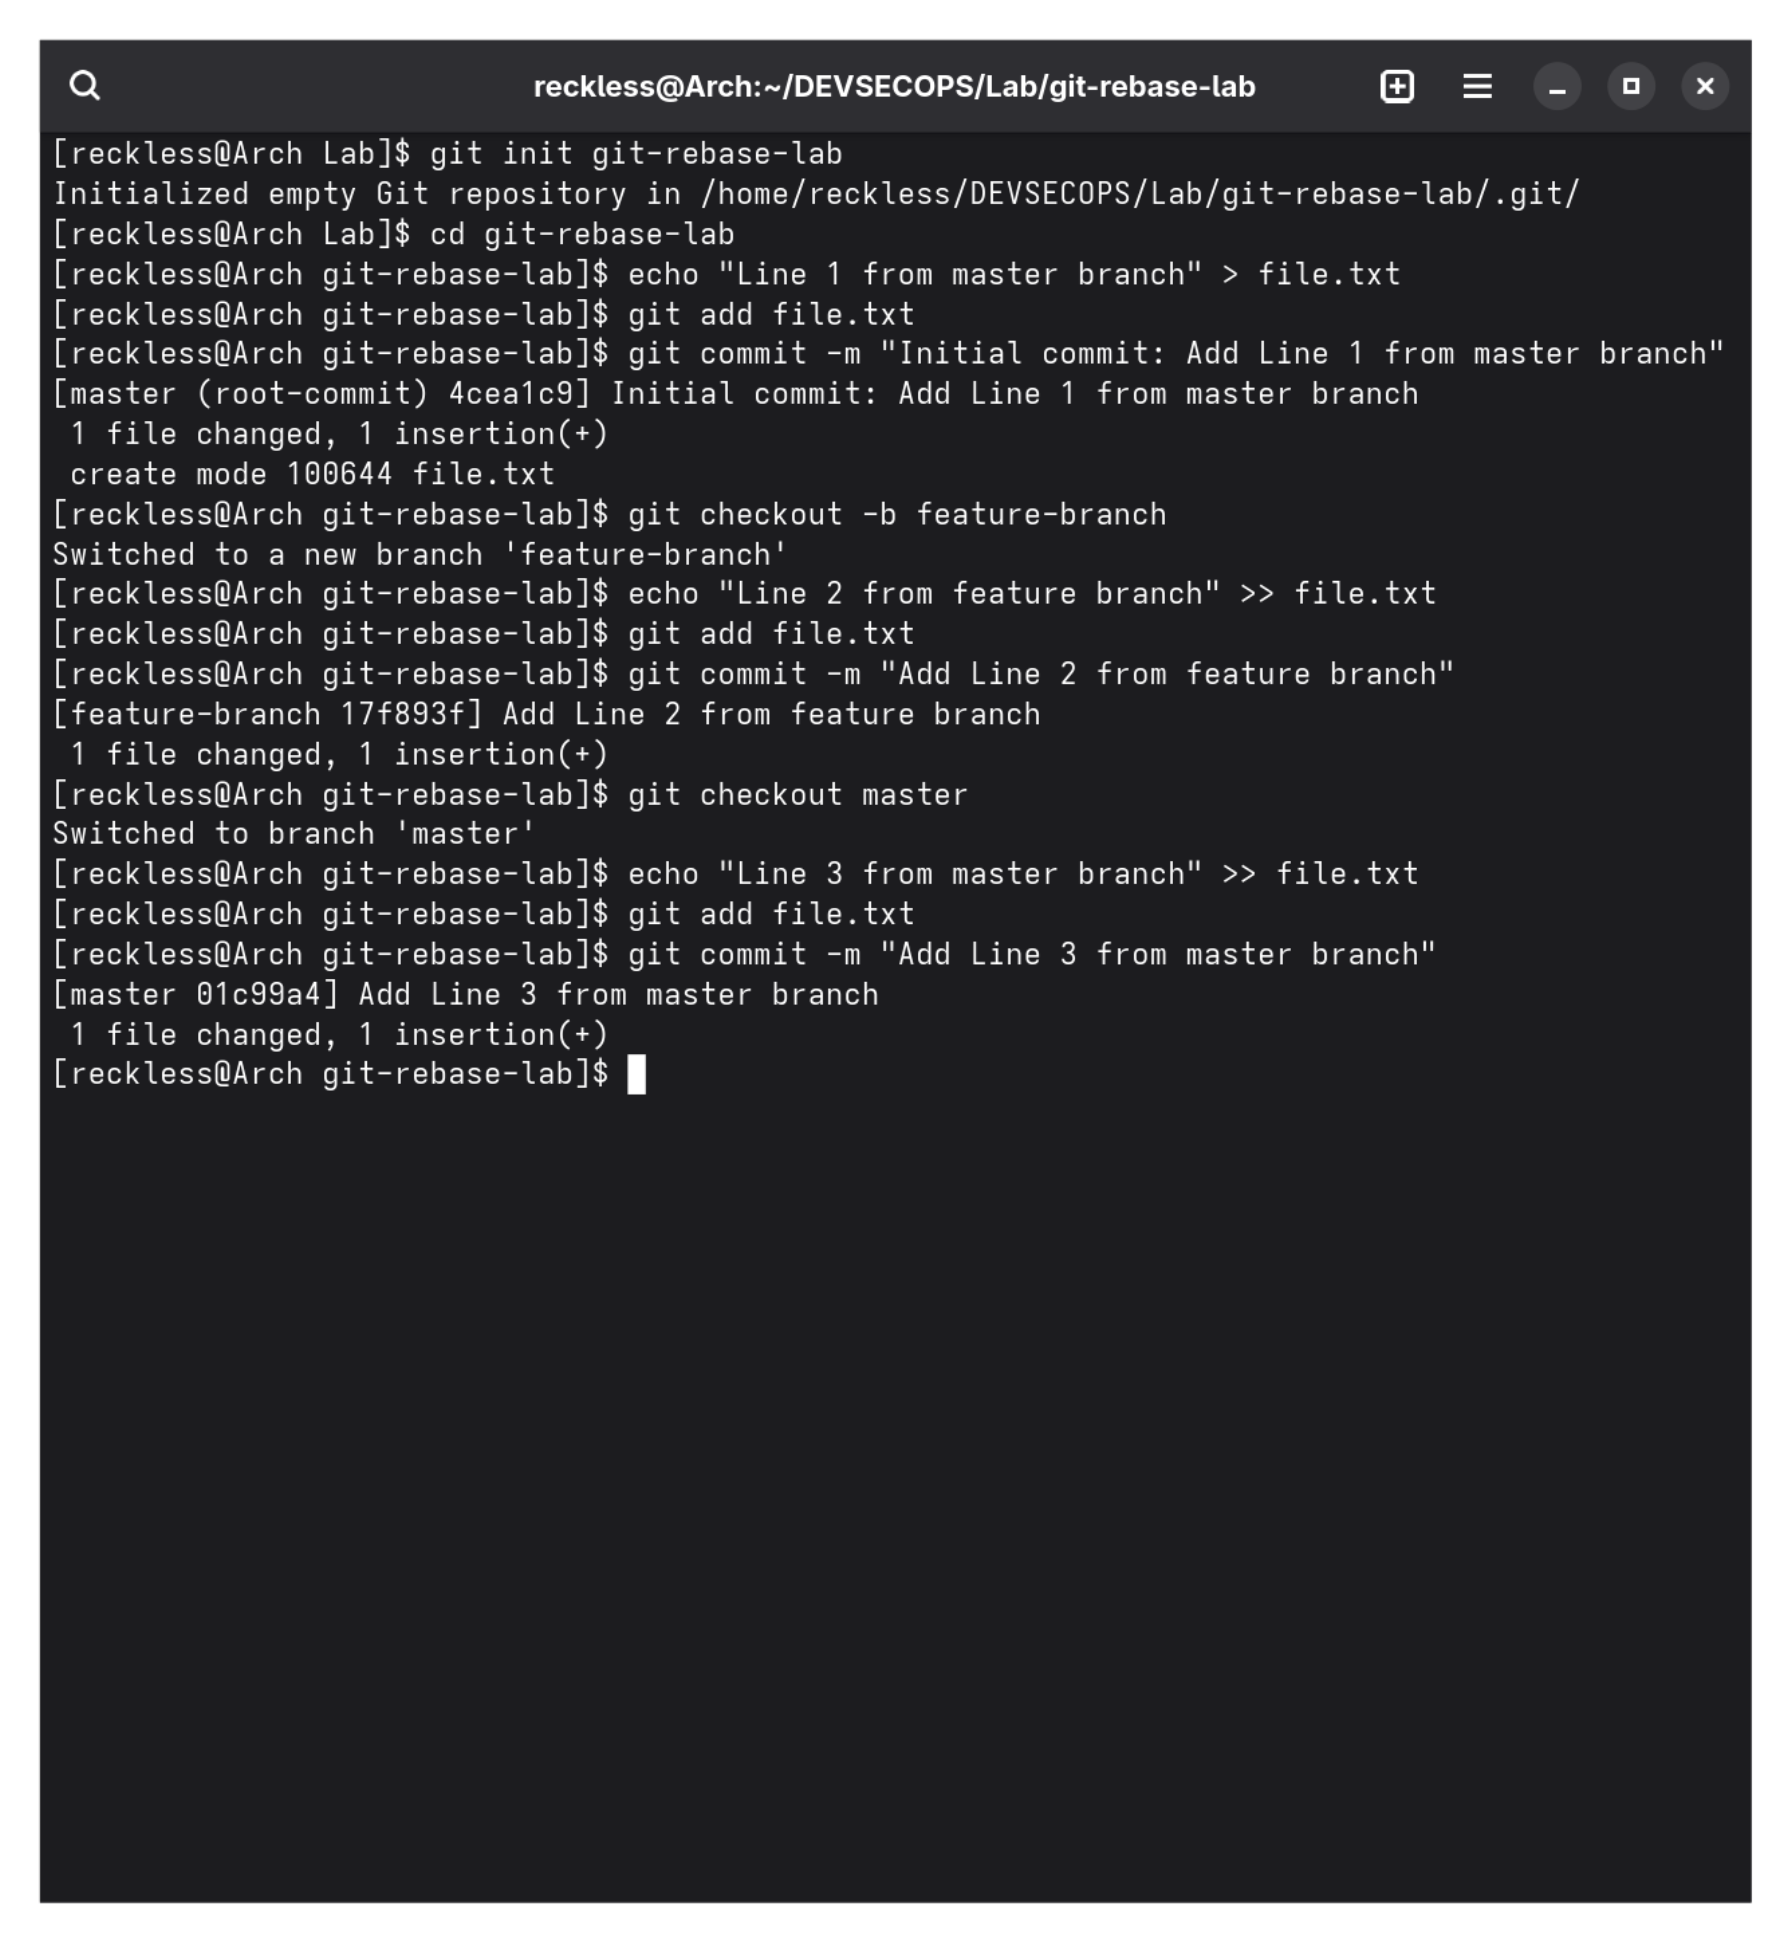 reckless@Arch:~/DEVSECOPS/Lab/git-rebase-lab
[reckless@Arch Lab]$ git init git-rebase-lab
Initialized empty Git repository in /home/reckless/DEVSECOPS/Lab/git-rebase-lab/.git/
[reckless@Arch Lab]$ cd git-rebase-lab
[reckless@Arch git-rebase-lab]$ echo "Line 1 from master branch" > file.txt
[reckless@Arch git-rebase-lab]$ git add file.txt
[reckless@Arch git-rebase-lab]$ git commit -m "Initial commit: Add Line 1 from master branch"
[master (root-commit) 4cea1c9] Initial commit: Add Line 1 from master branch
 1 file changed, 1 insertion(+)
 create mode 100644 file.txt
[reckless@Arch git-rebase-lab]$ git checkout -b feature-branch
Switched to a new branch 'feature-branch'
[reckless@Arch git-rebase-lab]$ echo "Line 2 from feature branch" >> file.txt
[reckless@Arch git-rebase-lab]$ git add file.txt
[reckless@Arch git-rebase-lab]$ git commit -m "Add Line 2 from feature branch"
[feature-branch 17f893f] Add Line 2 from feature branch
 1 file changed, 1 insertion(+)
[reckless@Arch git-rebase-lab]$ git checkout master
Switched to branch 'master'
[reckless@Arch git-rebase-lab]$ echo "Line 3 from master branch" >> file.txt
[reckless@Arch git-rebase-lab]$ git add file.txt
[reckless@Arch git-rebase-lab]$ git commit -m "Add Line 3 from master branch"
[master 01c99a4] Add Line 3 from master branch
 1 file changed, 1 insertion(+)
[reckless@Arch git-rebase-lab]$